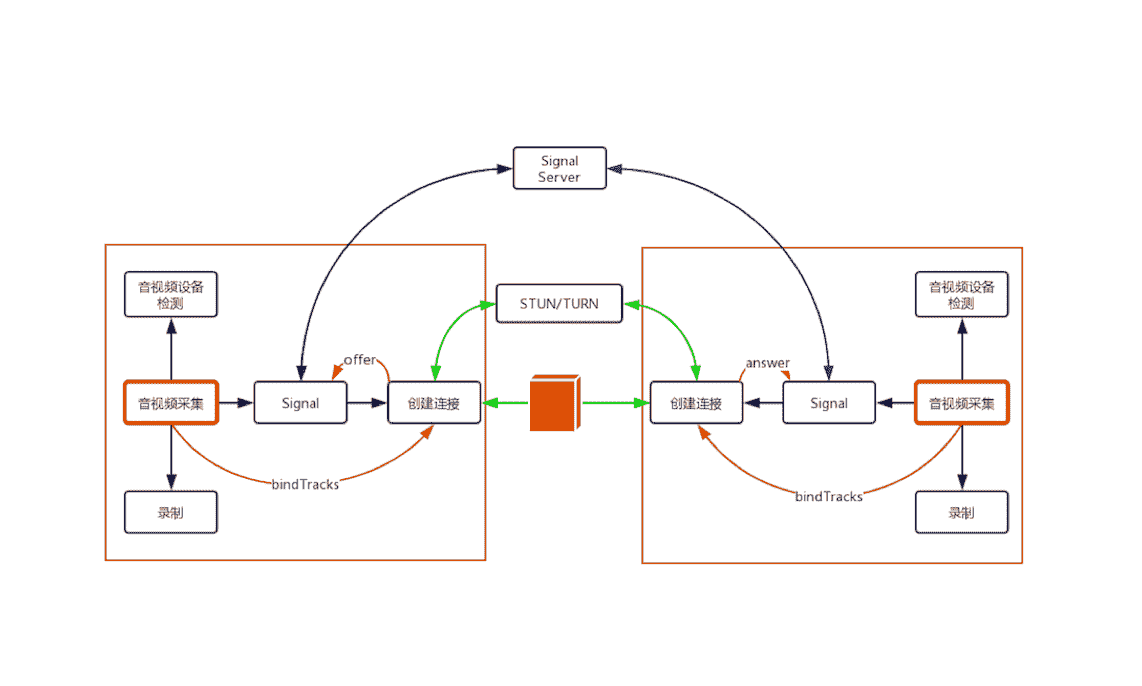 Signal
Server
音视频设备
检测
音视频设备
检测
STUN/TURN
offer
answer
音视频采集
Signal
创建连接
创建连接
Signal
音视频采集
bindTracks
bindTracks
录制
录制